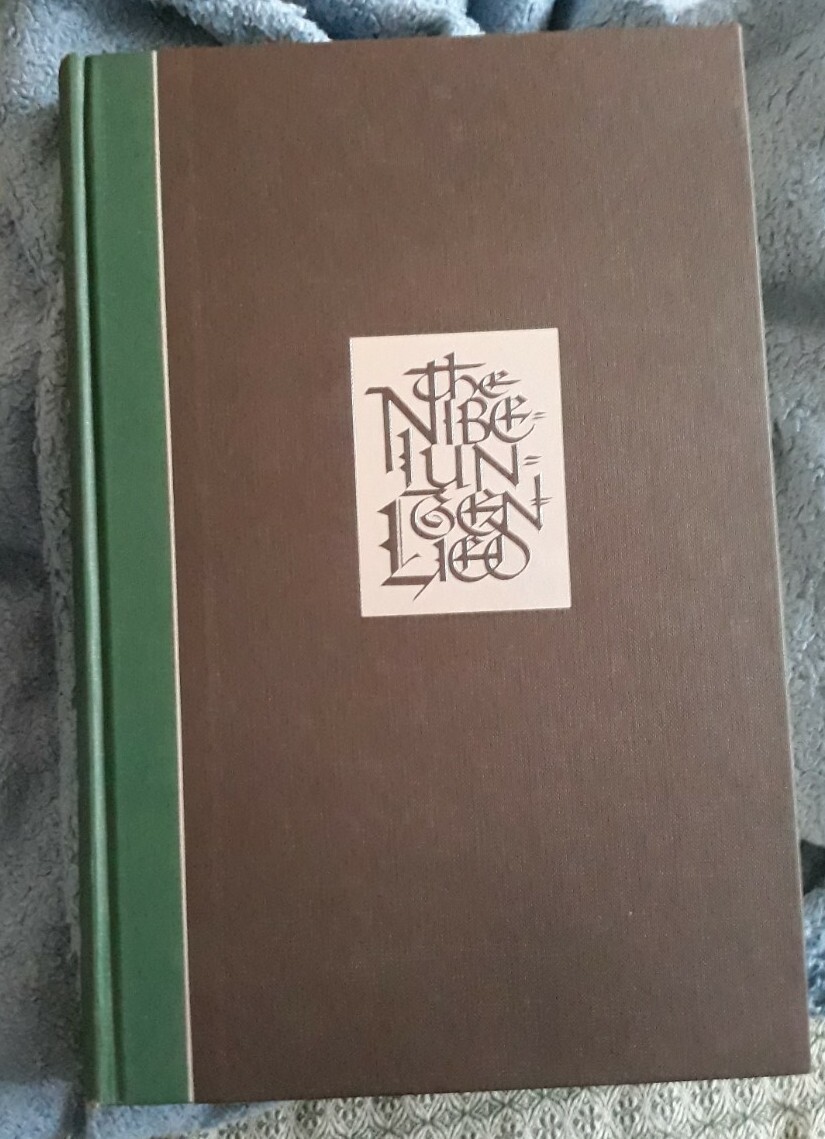 The
NIBE=
LUN=
GEN
LIED